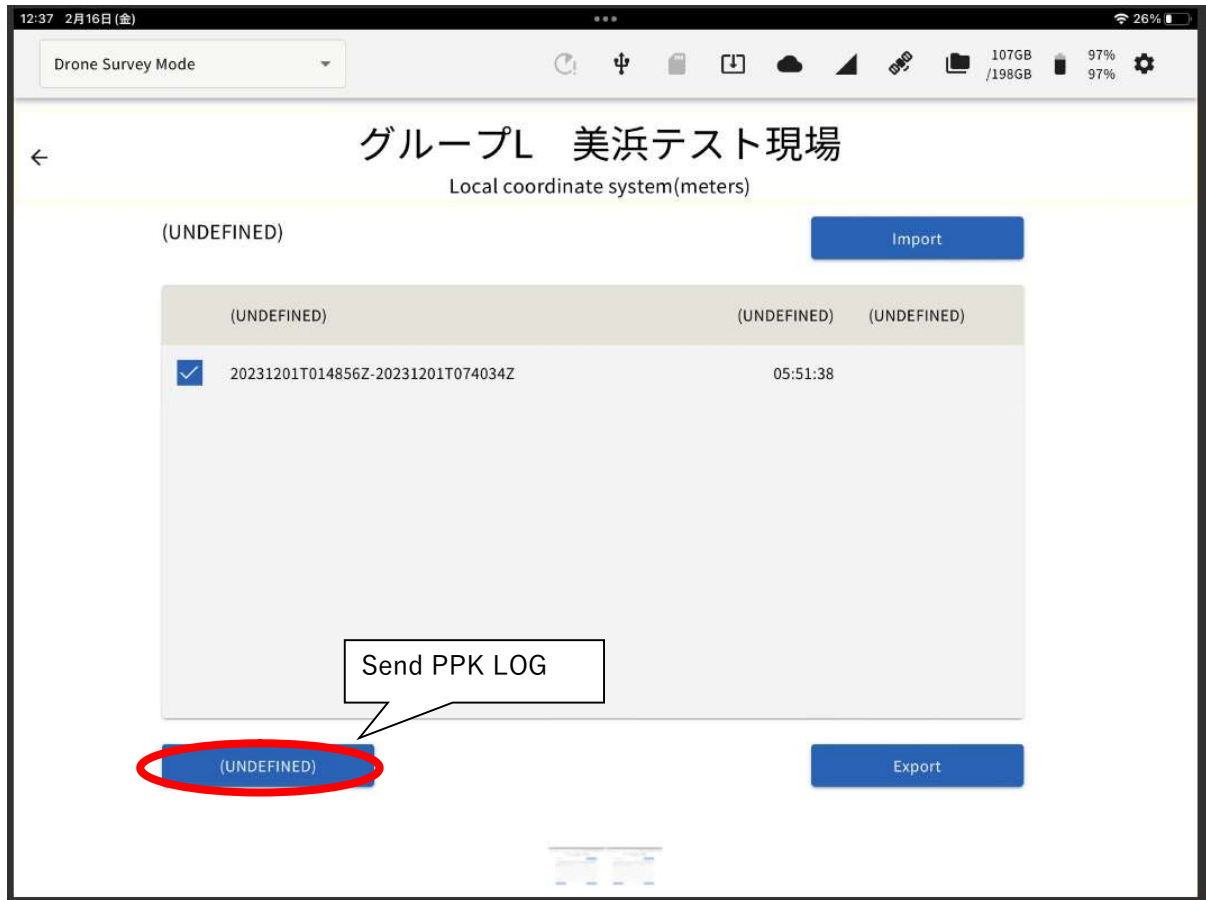 12:37 2月16日(金)
26%
Drone Survey Mode
107GB
/198GB
97%
97%
グループL 美浜テスト現場
Local coordinate system(meters)
(UNDEFINED)
Import
(UNDEFINED) (UNDEFINED) (UNDEFINED)
20231201T014856Z-20231201T074034Z 05:51:38
Send PPK LOG
(UNDEFINED)
Export